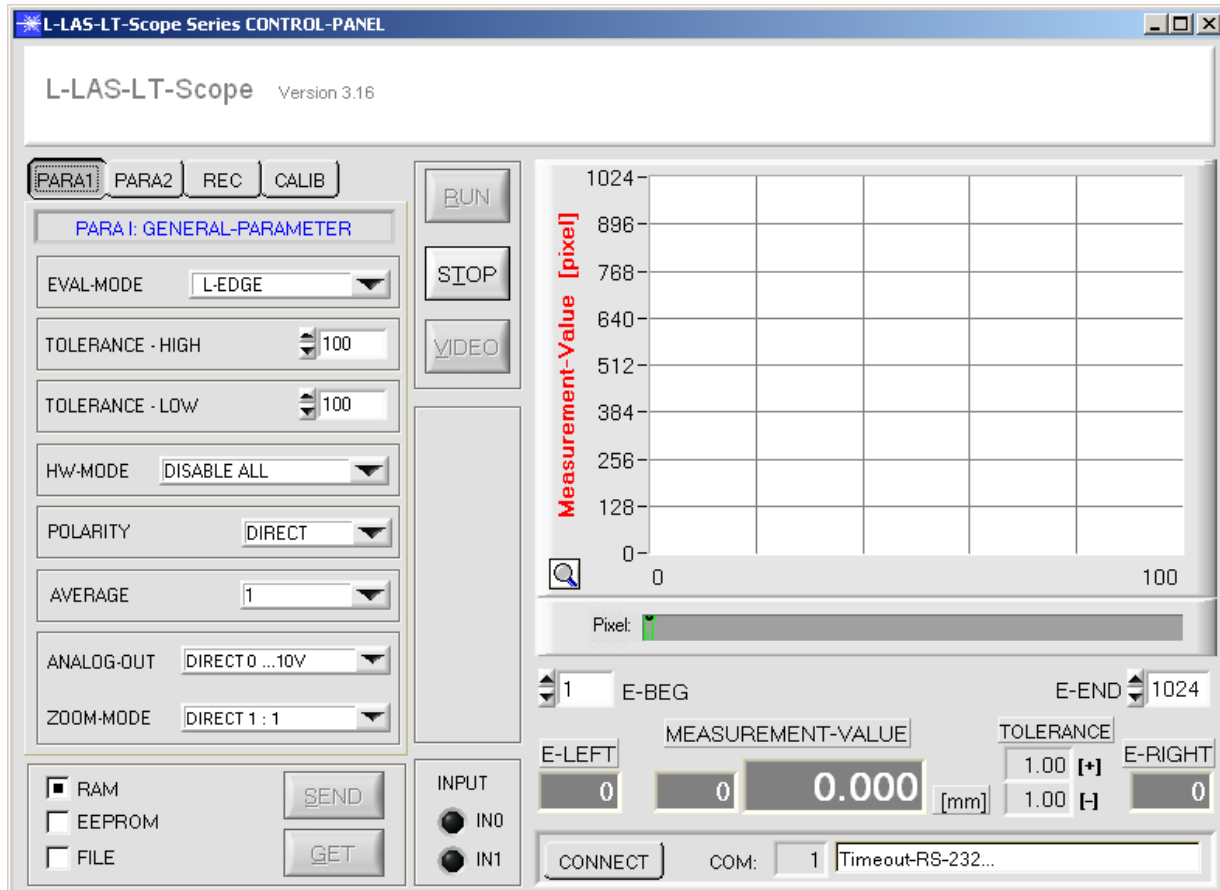 L-LAS-LT-Scope Series CONTROL-PANEL
L-LAS-LT-Scope Version 3.16
PARA1 PARA2 REC CALIB
PARA I: GENERAL-PARAMETER
EVAL-MODE L-EDGE
TOLERANCE - HIGH 100
TOLERANCE - LOW 100
HW-MODE DISABLE ALL
POLARITY DIRECT
AVERAGE 1
ANALOG-OUT DIRECT 0 ...10V
ZOOM-MODE DIRECT 1 : 1
RAM
EEPROM
FILE
SEND
GET
RUN
STOP
VIDEO
INPUT
IN0
IN1
Measurement-Value [pixel]
1024
896
768
640
512
384
256
128
0
0 100
Pixel:
1 E-BEG E-END 1024
E-LEFT MEASUREMENT-VALUE TOLERANCE E-RIGHT
0 0 0.000 [mm] 1.00 [+] 0
1.00 [-]
CONNECT COM: 1 Timeout-RS-232...